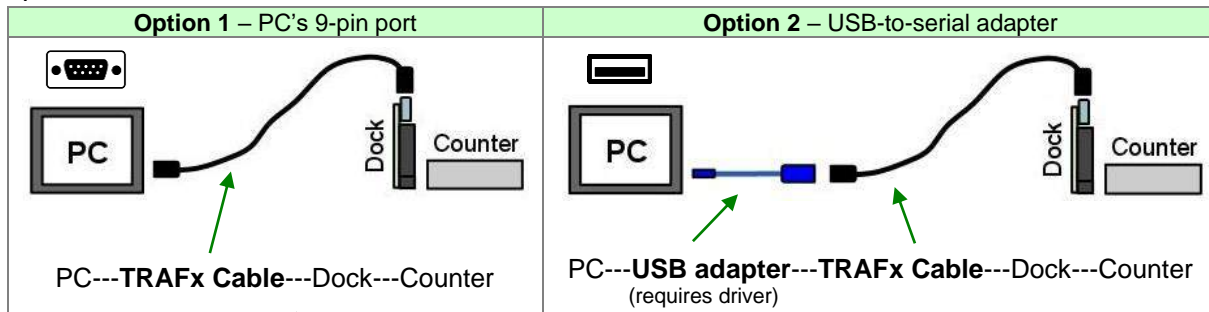 Option 1 – PC's 9-pin port
PC
Dock
Counter
PC---TRAFx Cable---Dock---Counter
Option 2 – USB-to-serial adapter
PC
Dock
Counter
PC---USB adapter---TRAFx Cable---Dock---Counter
(requires driver)